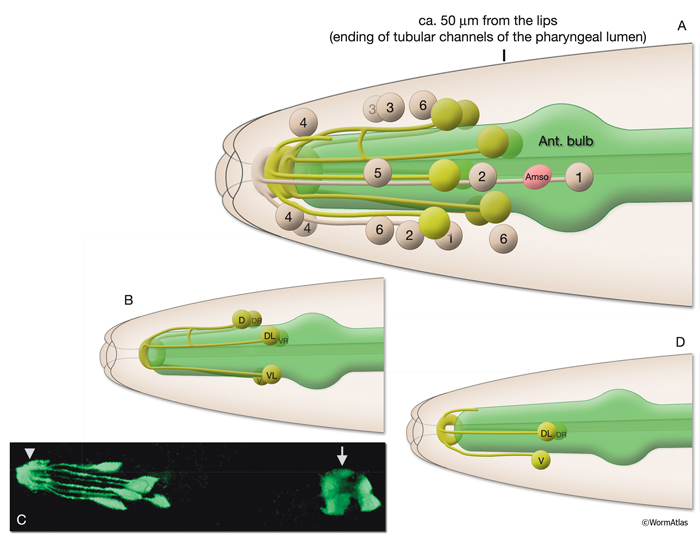 ca. 50 µm from the lips
(ending of tubular channels of the pharyngeal lumen)
A
4
3
3
6
Ant. bulb
5
2
Amso
1
4
4
6
2
1
6
B
D
DR
DL
VR
VL
V
D
DL
DR
V
C
©WormAtlas